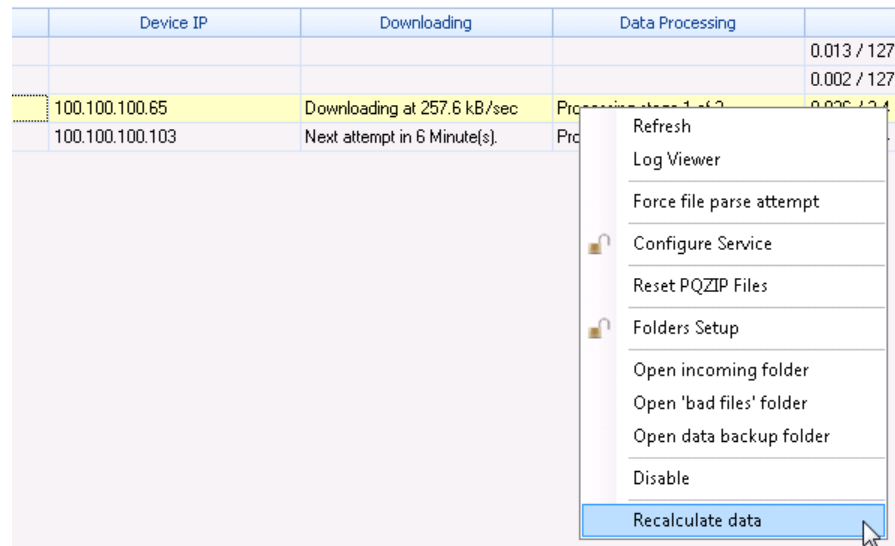 Device IP Downloading Data Processing
0.013 / 127
0.002 / 127
100.100.100.65 Downloading at 257.6 kB/sec
100.100.100.103 Next attempt in 6 Minute(s).
Refresh
Log Viewer
Force file parse attempt
Configure Service
Reset PQZIP Files
Folders Setup
Open incoming folder
Open 'bad files' folder
Open data backup folder
Disable
Recalculate data